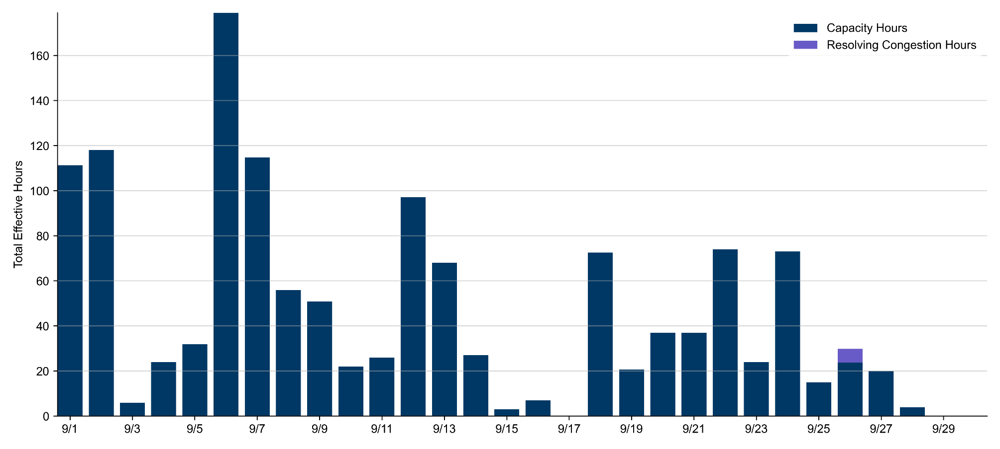 Capacity Hours
Resolving Congestion Hours
Total Effective Hours
160
140
120
100
80
60
40
20
0
9/1 9/3 9/5 9/7 9/9 9/11 9/13 9/15 9/17 9/19 9/21 9/23 9/25 9/27 9/29